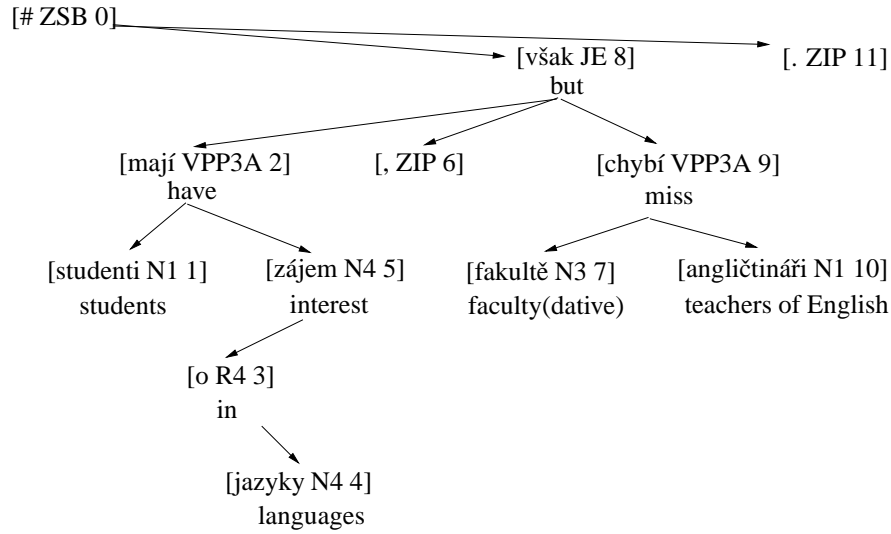 [# ZSB 0]
[však JE 8] [. ZIP 11]
but
[mají VPP3A 2] [, ZIP 6] [chybí VPP3A 9]
have miss
[studenti N1 1] [zájem N4 5] [fakultě N3 7] [angličtináři N1 10]
students interest faculty(dative) teachers of English
[o R4 3]
in
[jazyky N4 4]
languages